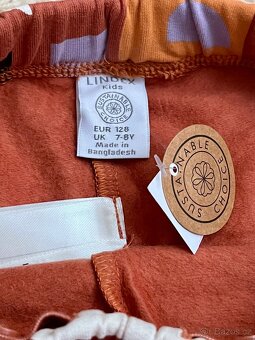 LINDEX
Kids
SUSTAINABLE
CHOICE
EUR 128
UK 7-8Y
Made in
Bangladesh
SUSTAINABLE
CHOICE